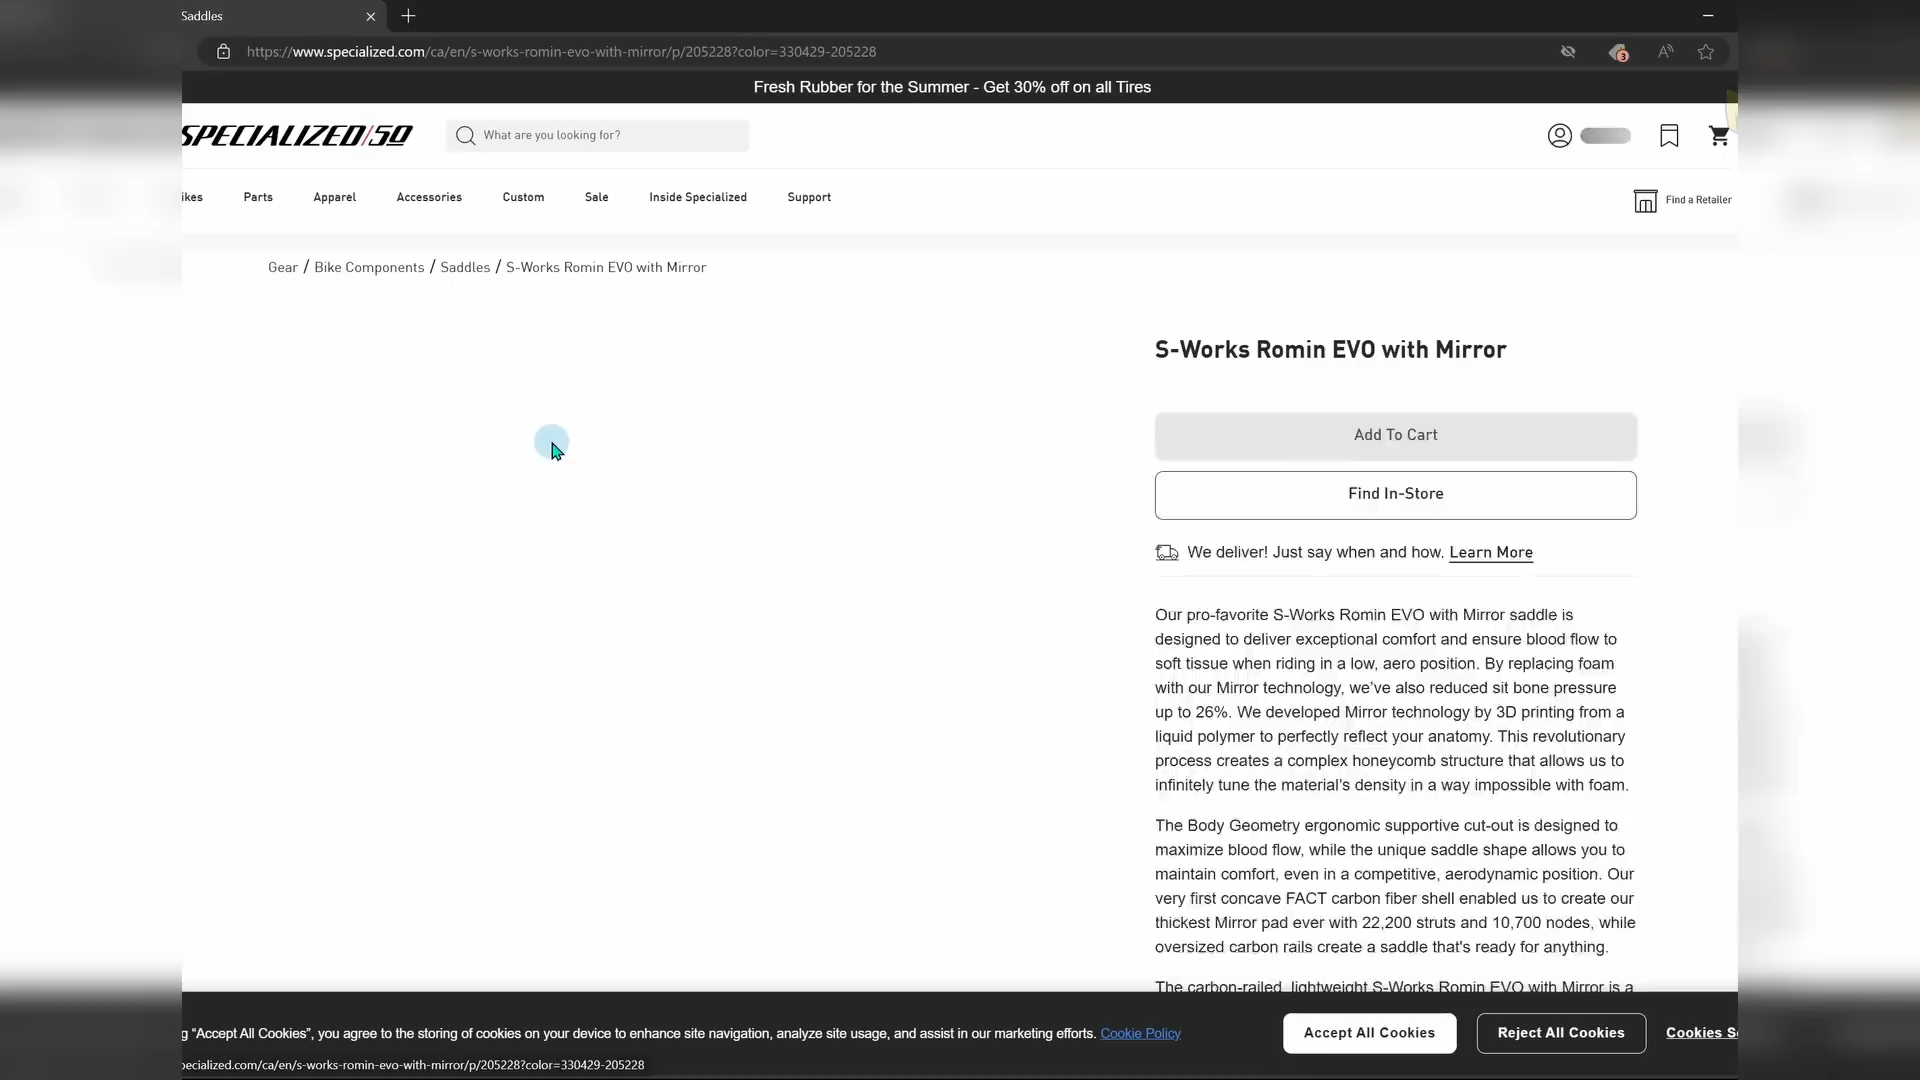 Saddles
https://www.specialized.com/ca/en/s-works-romin-evo-with-mirror/p/205228?color=330429-205228
3
Fresh Rubber for the Summer - Get 30% off on all Tires
SPECIALIZED/50
What are you looking for?
ikes Parts Apparel Accessories Custom Sale Inside Specialized Support
Find a Retailer
Gear / Bike Components / Saddles / S-Works Romin EVO with Mirror
S-Works Romin EVO with Mirror
Add To Cart
Find In-Store
We deliver! Just say when and how. Learn More
Our pro-favorite S-Works Romin EVO with Mirror saddle is
designed to deliver exceptional comfort and ensure blood flow to
soft tissue when riding in a low, aero position. By replacing foam
with our Mirror technology, we’ve also reduced sit bone pressure
up to 26%. We developed Mirror technology by 3D printing from a
liquid polymer to perfectly reflect your anatomy. This revolutionary
process creates a complex honeycomb structure that allows us to
infinitely tune the material’s density in a way impossible with foam.
The Body Geometry ergonomic supportive cut-out is designed to
maximize blood flow, while the unique saddle shape allows you to
maintain comfort, even in a competitive, aerodynamic position. Our
very first concave FACT carbon fiber shell enabled us to create our
thickest Mirror pad ever with 22,200 struts and 10,700 nodes, while
oversized carbon rails create a saddle that's ready for anything.
The carbon-railed, lightweight S-Works Romin EVO with Mirror is a
g “Accept All Cookies”, you agree to the storing of cookies on your device to enhance site navigation, analyze site usage, and assist in our marketing efforts. Cookie Policy
Accept All Cookies
Reject All Cookies
Cookies S
pecialized.com/ca/en/s-works-romin-evo-with-mirror/p/205228?color=330429-205228